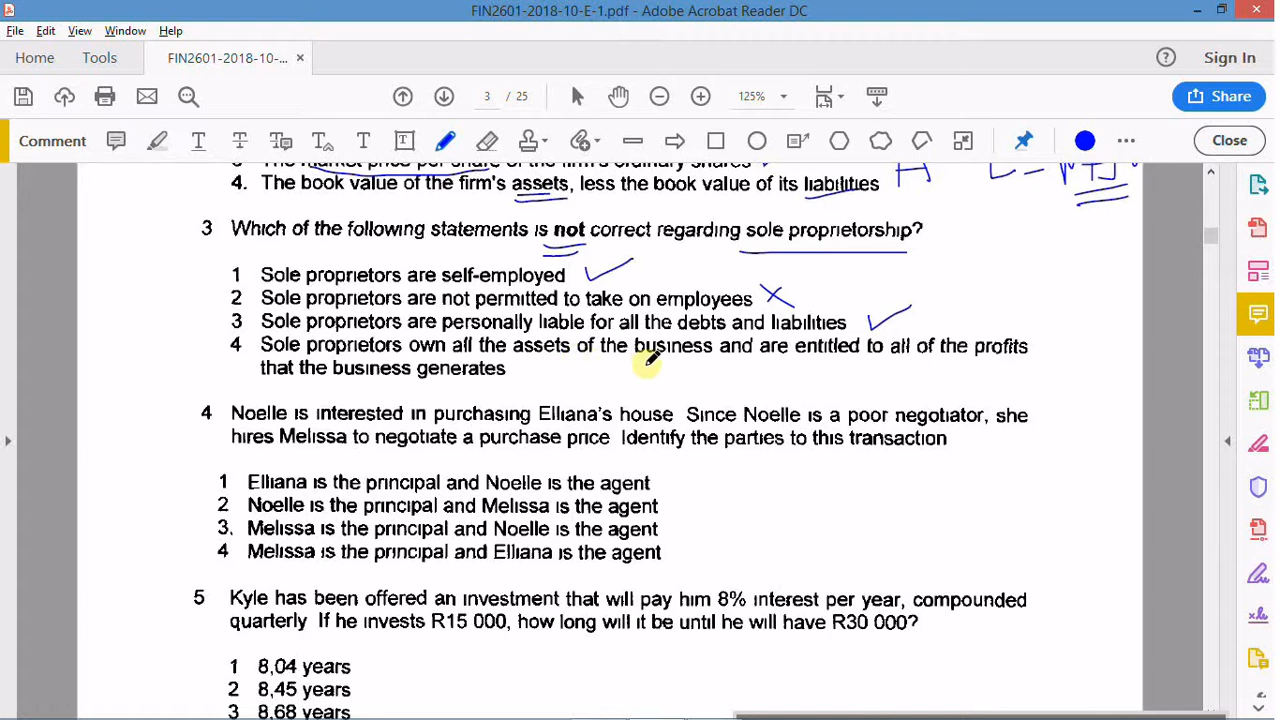 FIN2601-2018-10-E-1.pdf - Adobe Acrobat Reader DC
File Edit View Window Help
Home Tools FIN2601-2018-10-... × Sign In
3 / 25 125% Share
Comment Close
The market price per share of the firm's ordinary shares
4. The book value of the firm's assets, less the book value of its liabilities
3 Which of the following statements is not correct regarding sole proprietorship?
1 Sole proprietors are self-employed
2 Sole proprietors are not permitted to take on employees
3 Sole proprietors are personally liable for all the debts and liabilities
4 Sole proprietors own all the assets of the business and are entitled to all of the profits
that the business generates
4 Noelle is interested in purchasing Elliana's house Since Noelle is a poor negotiator, she
hires Melissa to negotiate a purchase price Identify the parties to this transaction
1 Elliana is the principal and Noelle is the agent
2 Noelle is the principal and Melissa is the agent
3. Melissa is the principal and Noelle is the agent
4 Melissa is the principal and Elliana is the agent
5 Kyle has been offered an investment that will pay him 8% interest per year, compounded
quarterly If he invests R15 000, how long will it be until he will have R30 000?
1 8,04 years
2 8,45 years
3 8,68 years